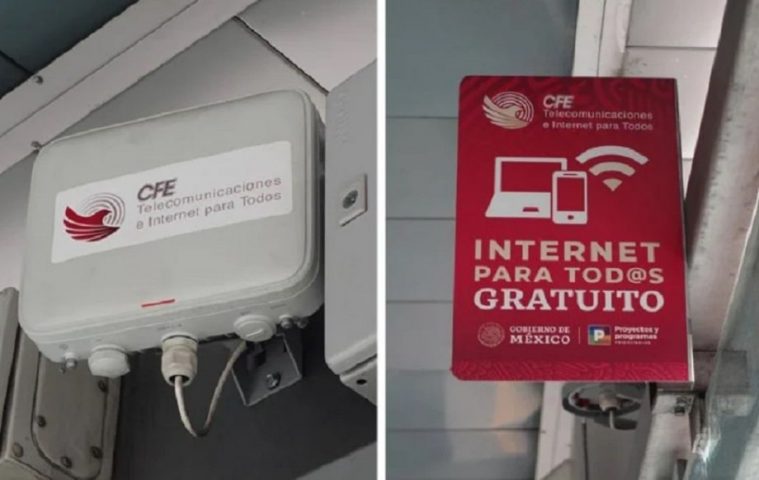 CFE
Telecomunicaciones
e Internet para Todos
CFE
Telecomunicaciones
e Internet para Todos
INTERNET
PARA TOD@S
GRATUITO
GOBIERNO DE
MÉXICO
Proyectos y
programas